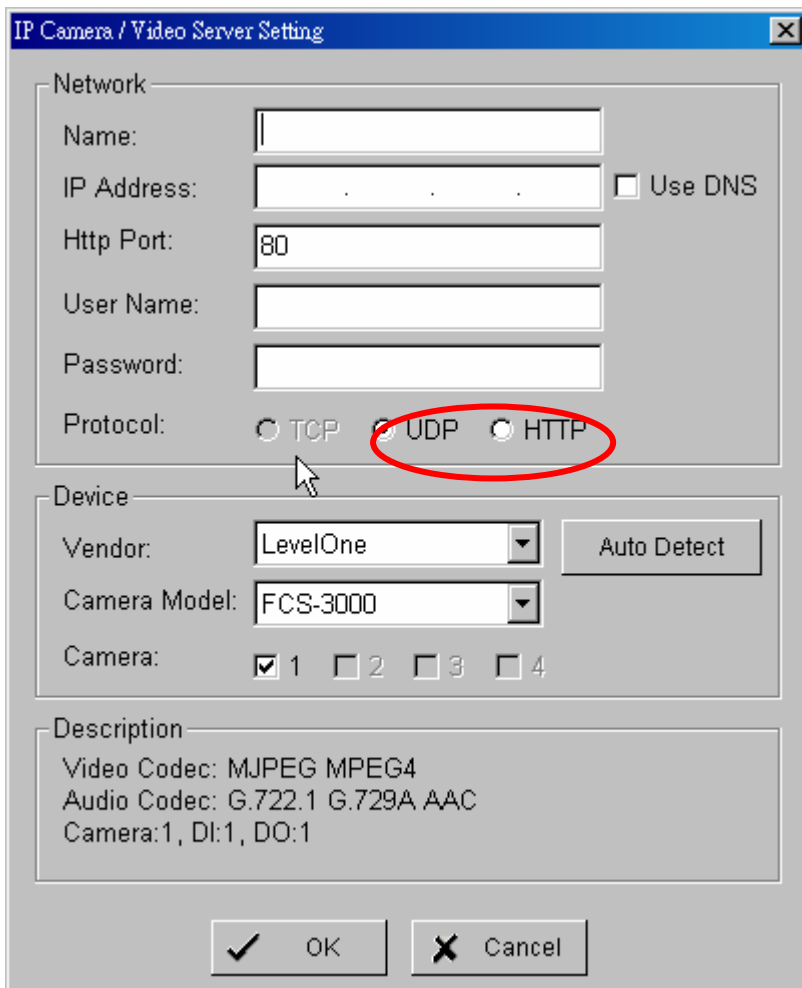 IP Camera / Video Server Setting
Network
Name:
IP Address: . . . Use DNS
Http Port: 80
User Name:
Password:
Protocol: TCP UDP HTTP
Device
Vendor: LevelOne Auto Detect
Camera Model: FCS-3000
Camera: 1 2 3 4
Description
Video Codec: MJPEG MPEG4
Audio Codec: G.722.1 G.729A AAC
Camera:1, DI:1, DO:1
OK Cancel